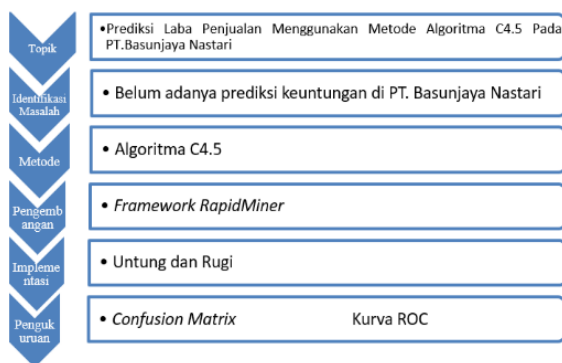 Topik
•Prediksi Laba Penjualan Menggunakan Metode Algoritma C4.5 Pada
PT.Basunjaya Nastari
Identifikasi
Masalah
• Belum adanya prediksi keuntungan di PT. Basunjaya Nastari
Metode
• Algoritma C4.5
Pengemb
angan
• Framework RapidMiner
Impleme
ntasi
• Untung dan Rugi
Penguk
uruan
• Confusion Matrix Kurva ROC